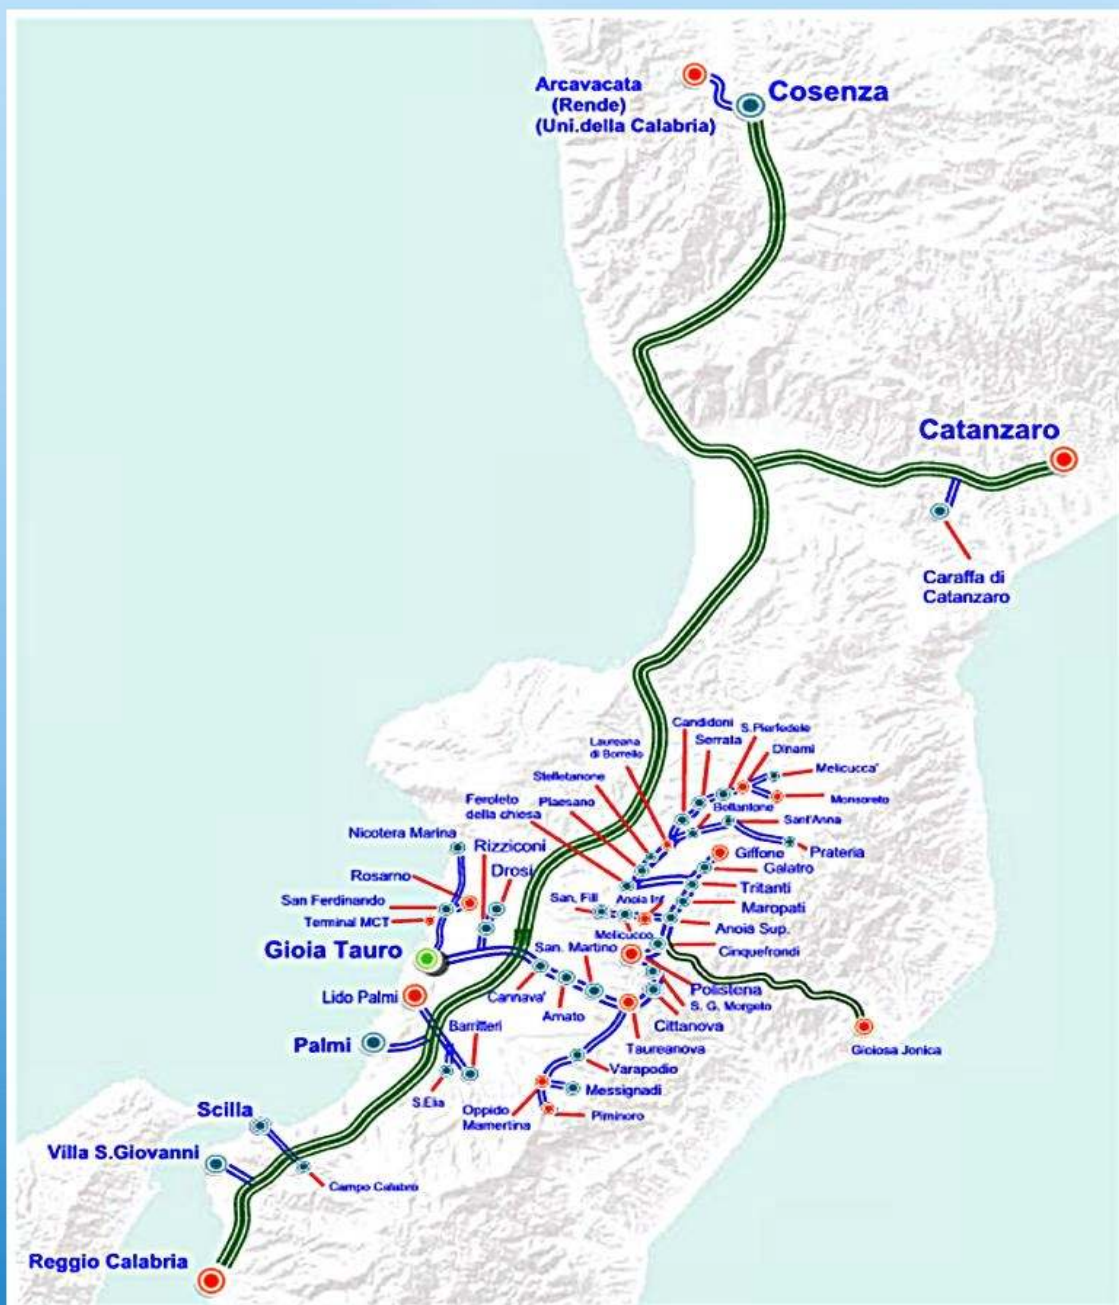 Arcavacata
(Rende)
(Uni.della Calabria)
Cosenza
Catanzaro
Caraffa di
Catanzaro
Candidoni
S.Pierfedele
Serrata
Laureana
di Borrello
Dinami
Melicucca'
Stelletanone
Monsoreto
Feroleto
della chiesa
Plaesano
Bellantone
Sant'Anna
Nicotera Marina
Rizziconi
Giffone
Prateria
Drosi
Galatro
Rosarno
Tritanti
San Ferdinando
San. Fili
Anoia Inf
Maropati
Terminal MCT
Anoia Sup.
Melicucco
Gioia Tauro
San. Martino
Cinquefrondi
Polistena
Lido Palmi
Cannava'
S. G. Morgeto
Amato
Barritteri
Cittanova
Palmi
Taureanova
Gioiosa Jonica
Varapodio
S.Elia
Messignadi
Scilla
Oppido
Mamertina
Piminoro
Villa S.Giovanni
Campo Calabro
Reggio Calabria